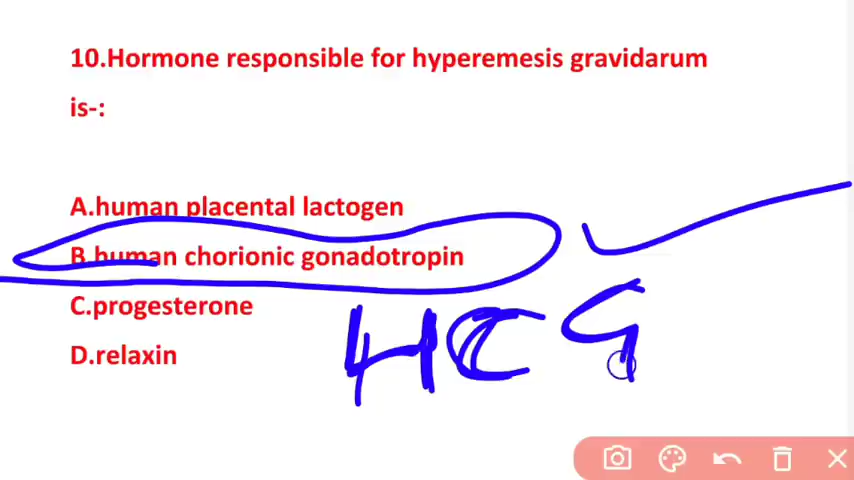 10.Hormone responsible for hyperemesis gravidarum
is-:
A.human placental lactogen
B.human chorionic gonadotropin
C.progesterone
D.relaxin
HCG